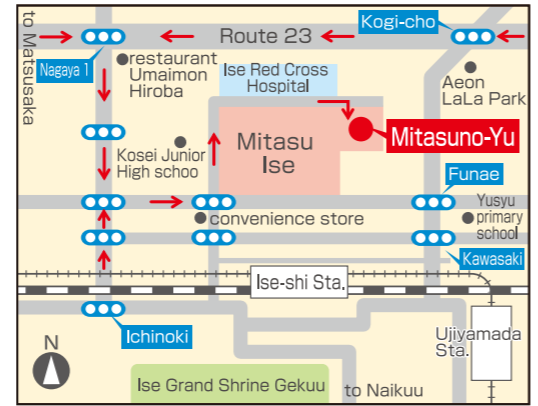 to Matsusaka
Route 23
Kogi-cho
Nagaya 1
restaurant
Umaimon
Hiroba
Ise Red Cross
Hospital
Aeon
LaLa Park
Kosei Junior
High schoo
Mitasu
Ise
Mitasuno-Yu
Funae
convenience store
Yusyu
primary
school
Kawasaki
Ise-shi Sta.
Ichinoki
Ujiyamada
Sta.
N
Ise Grand Shrine Gekuu
to Naikuu